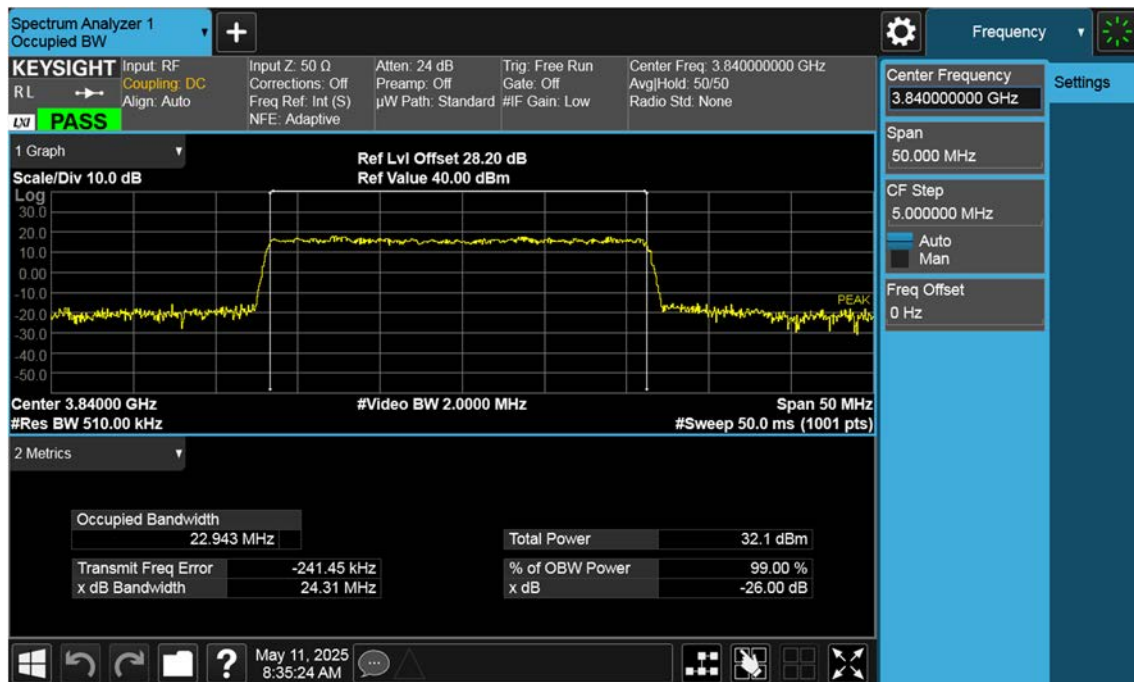 Spectrum Analyzer 1
Occupied BW
+
Frequency
KEYSIGHT
RL
LXI
PASS
Input: RF
Coupling: DC
Align: Auto
Input Z: 50 Ω
Corrections: Off
Freq Ref: Int (S)
NFE: Adaptive
Atten: 24 dB
Preamp: Off
µW Path: Standard
Trig: Free Run
Gate: Off
#IF Gain: Low
Center Freq: 3.840000000 GHz
Avg|Hold: 50/50
Radio Std: None
1 Graph
Scale/Div 10.0 dB
Ref Lvl Offset 28.20 dB
Ref Value 40.00 dBm
Log
30.0
20.0
10.0
0.00
-10.0
-20.0
-30.0
-40.0
-50.0
PEAK
Center 3.84000 GHz
#Video BW 2.0000 MHz
Span 50 MHz
#Res BW 510.00 kHz
#Sweep 50.0 ms (1001 pts)
2 Metrics
Occupied Bandwidth
22.943 MHz
Total Power 32.1 dBm
Transmit Freq Error -241.45 kHz
% of OBW Power 99.00 %
x dB Bandwidth 24.31 MHz
x dB -26.00 dB
?
May 11, 2025
8:35:24 AM
Center Frequency
3.840000000 GHz
Settings
Span
50.000 MHz
CF Step
5.000000 MHz
Auto
Man
Freq Offset
0 Hz